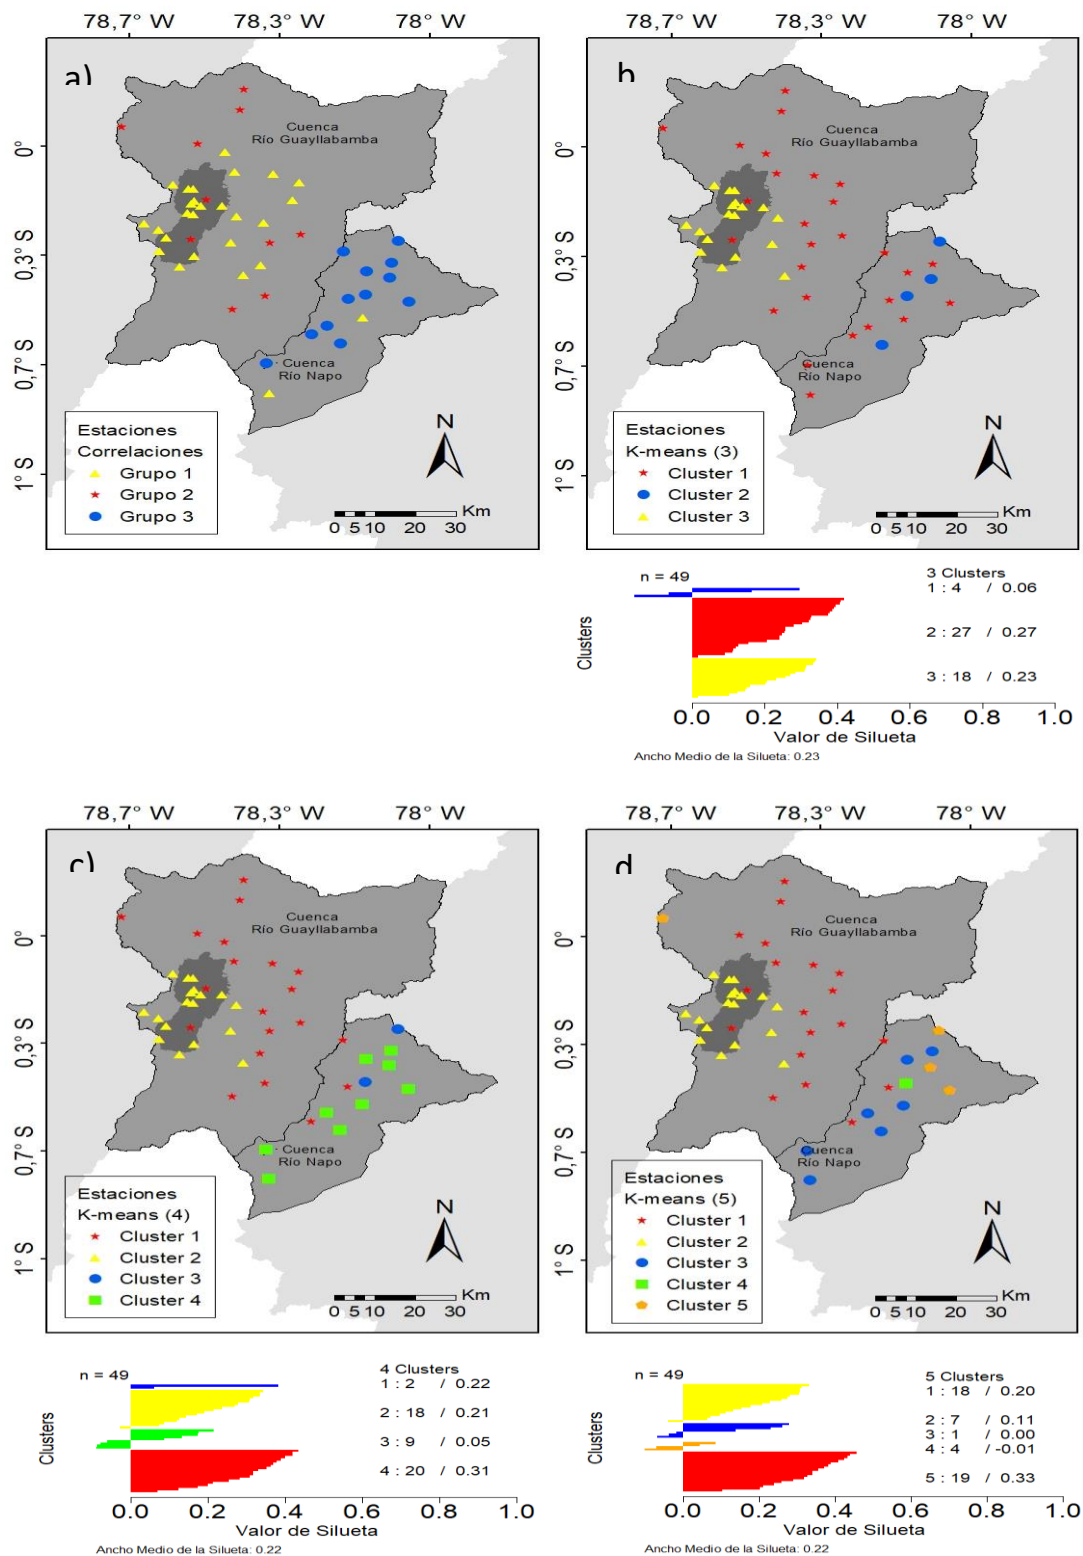 78,7° W 78,3° W 78° W
a)
Cuenca
Río Guayllabamba
0°
0,3° S
0,7° S
1° S
Cuenca
Río Napo
Estaciones
Correlaciones
Grupo 1
Grupo 2
Grupo 3
N
Km
0 5 10 20 30
78,7° W 78,3° W 78° W
b
Cuenca
Río Guayllabamba
0°
0,3° S
0,7° S
1° S
Cuenca
Río Napo
Estaciones
K-means (3)
Cluster 1
Cluster 2
Cluster 3
N
Km
0 5 10 20 30
n = 49
3 Clusters
1 : 4 / 0.06
2 : 27 / 0.27
3 : 18 / 0.23
Clusters
0.0 0.2 0.4 0.6 0.8 1.0
Valor de Silueta
Ancho Medio de la Silueta: 0.23
78,7° W 78,3° W 78° W
c)
Cuenca
Río Guayllabamba
0°
0,3° S
0,7° S
1° S
Cuenca
Río Napo
Estaciones
K-means (4)
Cluster 1
Cluster 2
Cluster 3
Cluster 4
N
Km
0 5 10 20 30
n = 49
4 Clusters
1 : 2 / 0.22
2 : 18 / 0.21
3 : 9 / 0.05
4 : 20 / 0.31
Clusters
0.0 0.2 0.4 0.6 0.8 1.0
Valor de Silueta
Ancho Medio de la Silueta: 0.22
78,7° W 78,3° W 78° W
d
Cuenca
Río Guayllabamba
0°
0,3° S
0,7° S
1° S
Cuenca
Río Napo
Estaciones
K-means (5)
Cluster 1
Cluster 2
Cluster 3
Cluster 4
Cluster 5
N
Km
0 5 10 20 30
n = 49
5 Clusters
1 : 18 / 0.20
2 : 7 / 0.11
3 : 1 / 0.00
4 : 4 / -0.01
5 : 19 / 0.33
Clusters
0.0 0.2 0.4 0.6 0.8 1.0
Valor de Silueta
Ancho Medio de la Silueta: 0.22